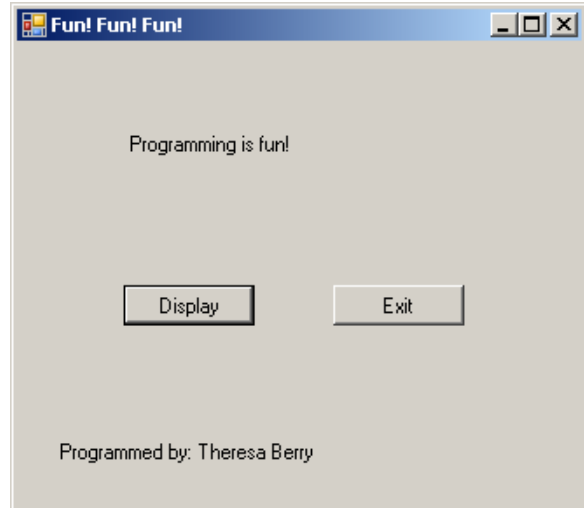 Fun! Fun! Fun!
Programming is fun!
Display Exit
Programmed by: Theresa Berry